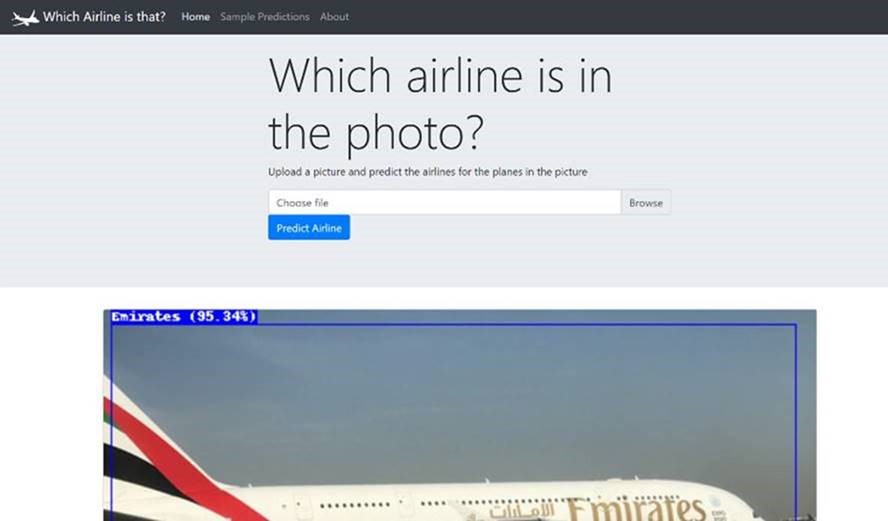 Which Airline is that? Home Sample Predictions About
Which airline is in
the photo?
Upload a picture and predict the airlines for the planes in the picture
Choose file Browse
Predict Airline
Emirates (95.34%)
الإمارات Emirates